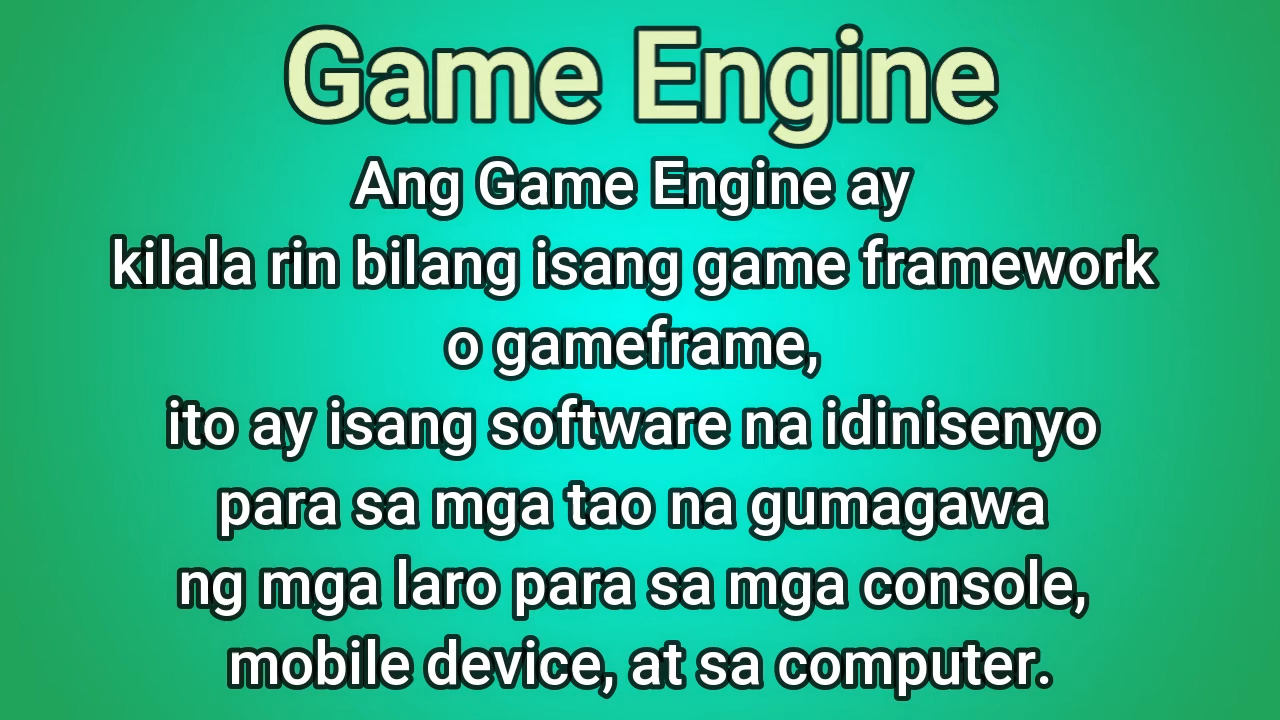 Game Engine
Ang Game Engine ay
kilala rin bilang isang game framework
o gameframe,
ito ay isang software na idinisenyo
para sa mga tao na gumagawa
ng mga laro para sa mga console,
mobile device, at sa computer.